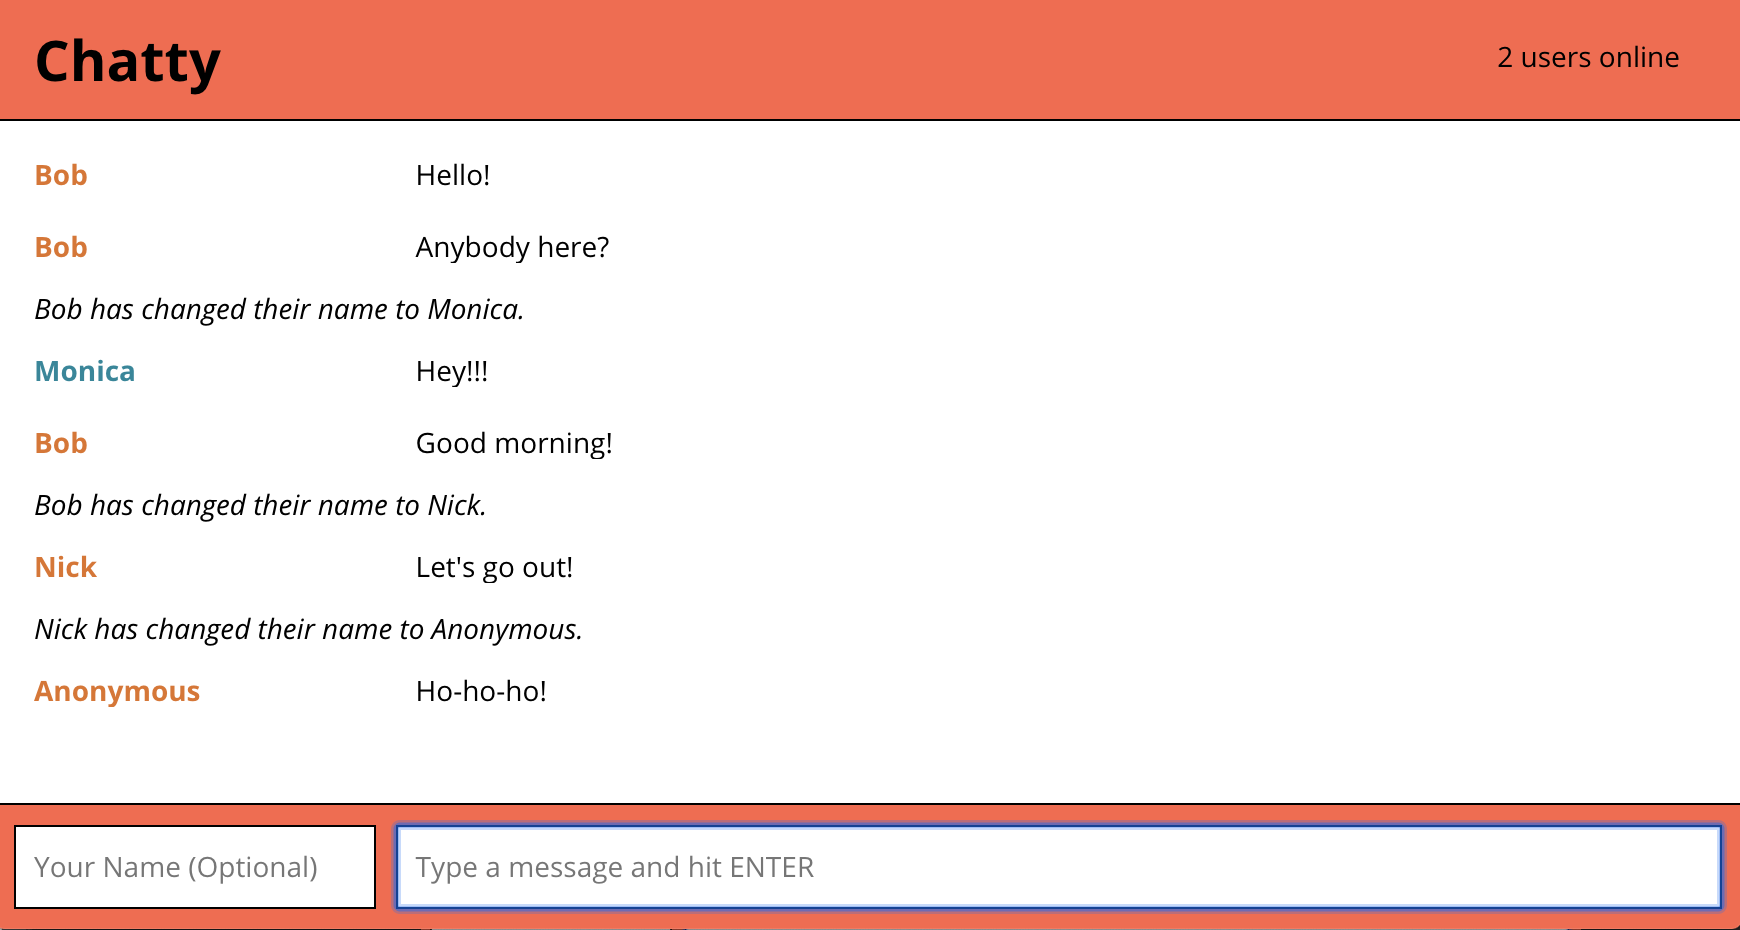 Chatty
2 users online
Bob Hello!
Bob Anybody here?
Bob has changed their name to Monica.
Monica Hey!!!
Bob Good morning!
Bob has changed their name to Nick.
Nick Let's go out!
Nick has changed their name to Anonymous.
Anonymous Ho-ho-ho!
Your Name (Optional)
Type a message and hit ENTER